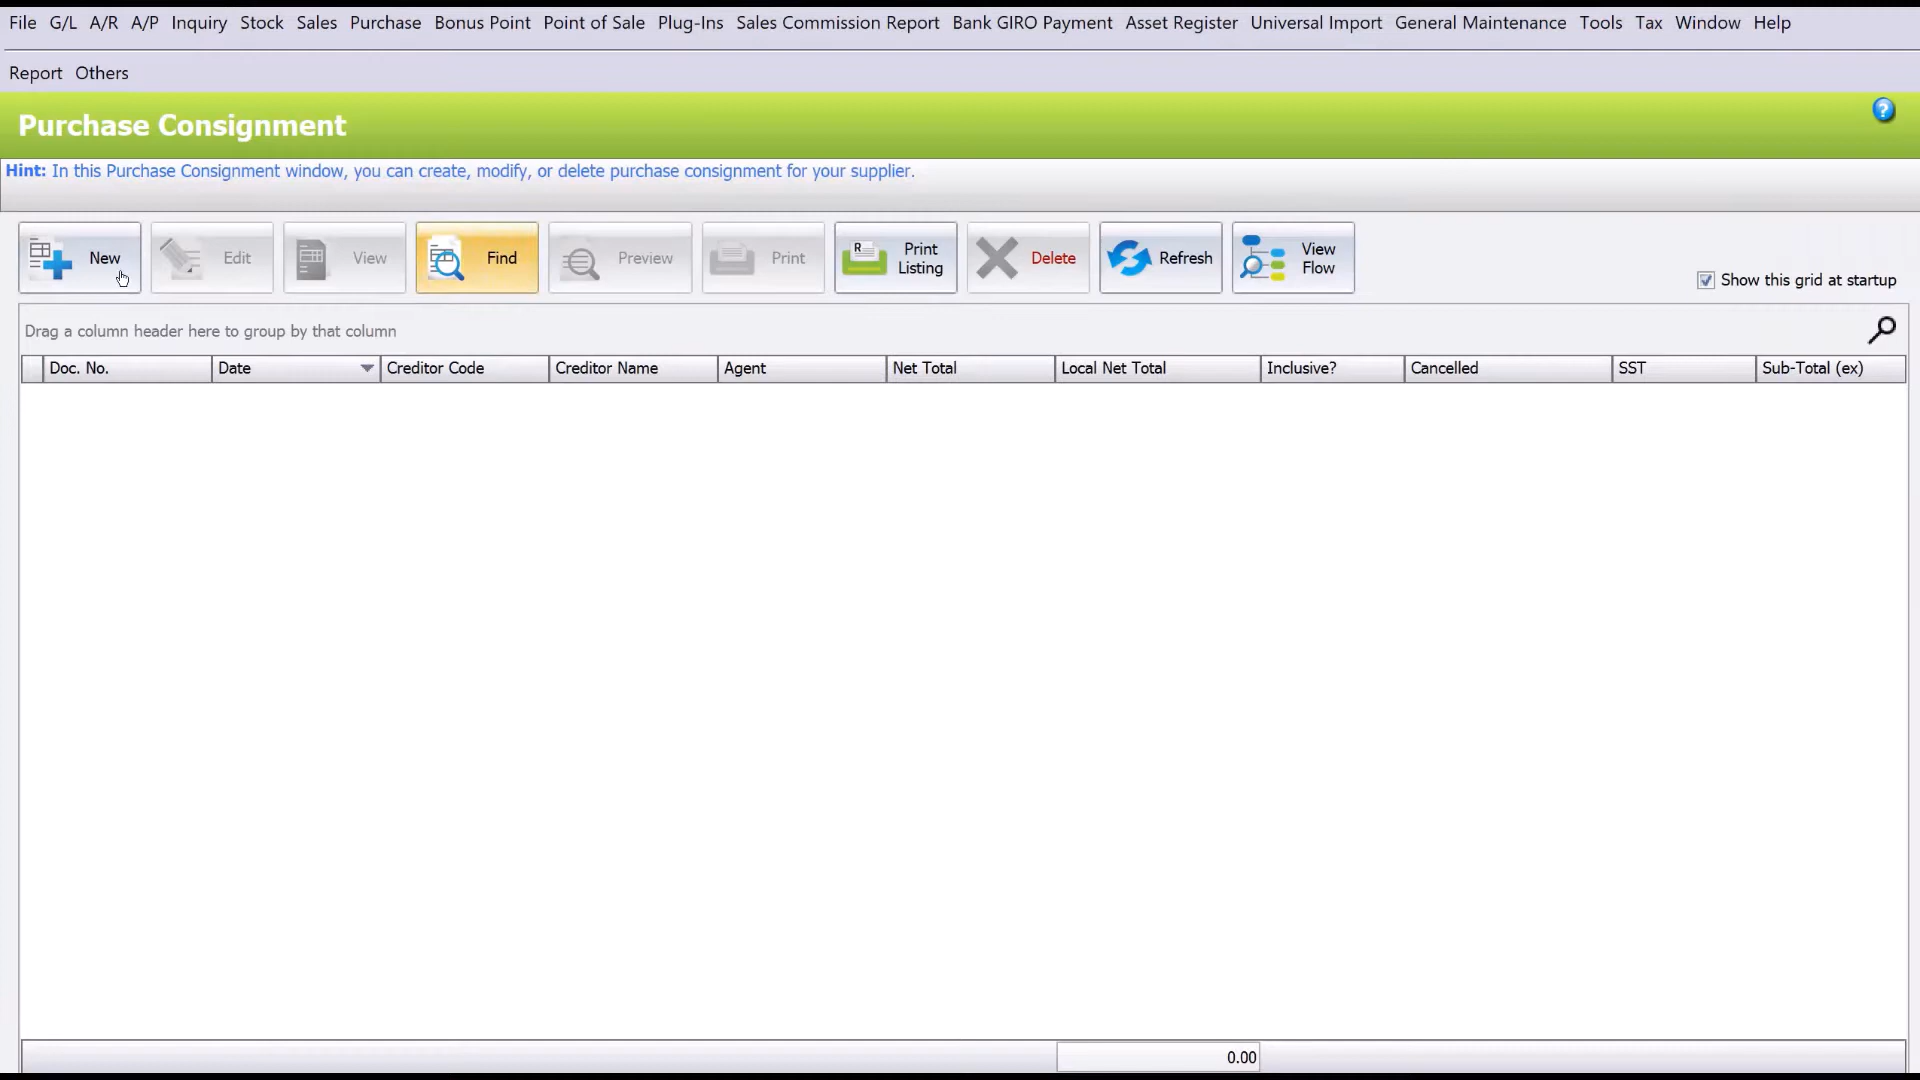 File G/L A/R A/P Inquiry Stock Sales Purchase Bonus Point Point of Sale Plug-Ins Sales Commission Report Bank GIRO Payment Asset Register Universal Import General Maintenance Tools Tax Window Help
Report Others
Purchase Consignment
?
Hint: In this Purchase Consignment window, you can create, modify, or delete purchase consignment for your supplier.
New Edit View Find Preview Print R Print Listing Delete Refresh View Flow
Show this grid at startup
Drag a column header here to group by that column
Doc. No. Date Creditor Code Creditor Name Agent Net Total Local Net Total Inclusive? Cancelled SST Sub-Total (ex)
0.00